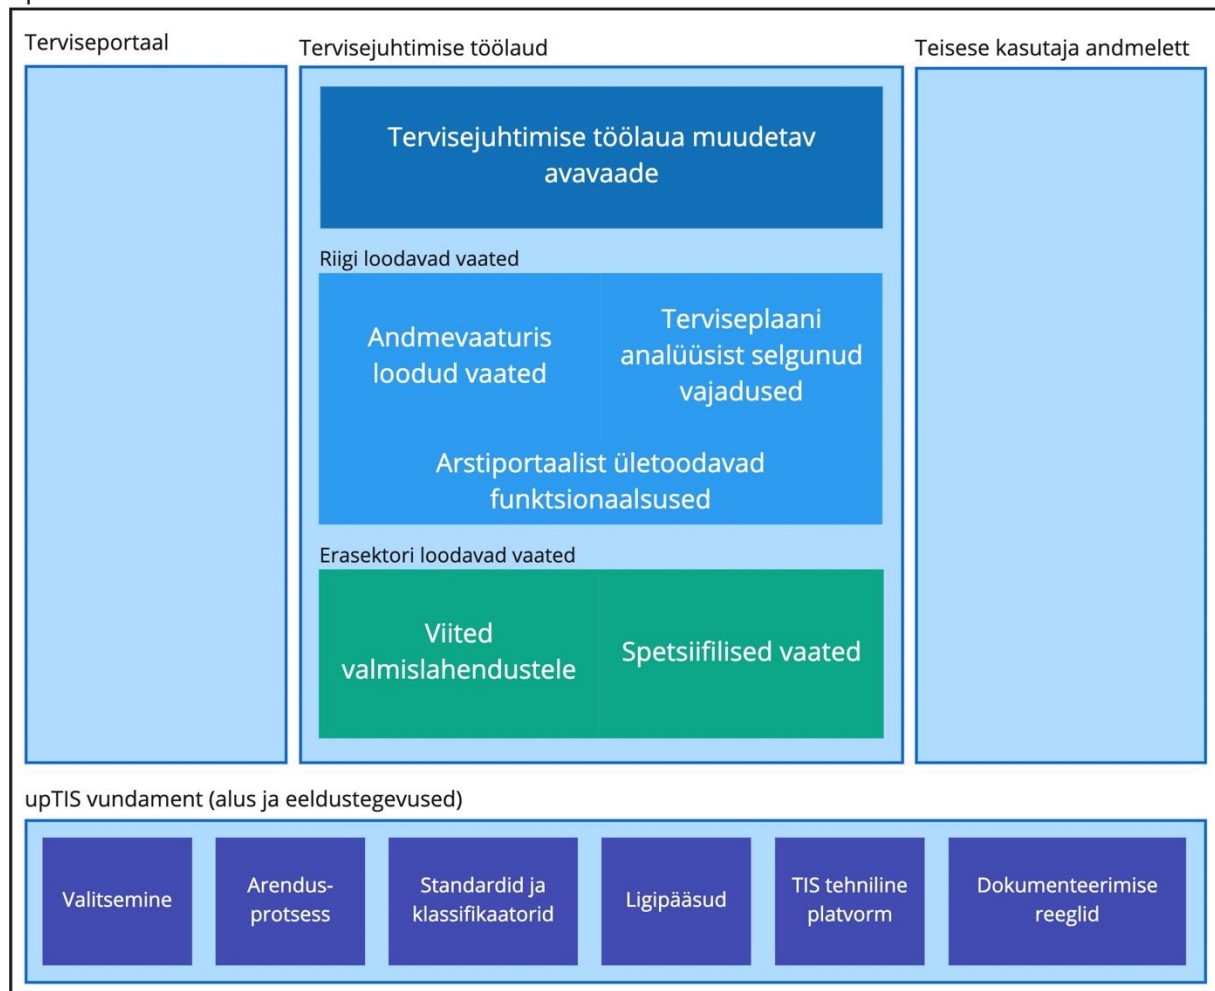 Terviseportaal
Tervisejuhtimise töölaud
Teisese kasutaja andmelett
Tervisejuhtimise töölaua muudetav
avavaade
Riigi loodavad vaated
Andmevaaturis
loodud vaated
Terviseplaani
analüüsist selgunud
vajadused
Arstiportaalist ületoodavad
funktsionaalsused
Erasektori loodavad vaated
Viited
valmislahendustele
Spetsiifilised vaated
upTIS vundament (alus ja eeldustegevused)
Valitsemine
Arendus-
protsess
Standardid ja
klassifikaatorid
Ligipääsud
TIS tehniline
platvorm
Dokumenteerimise
reeglid